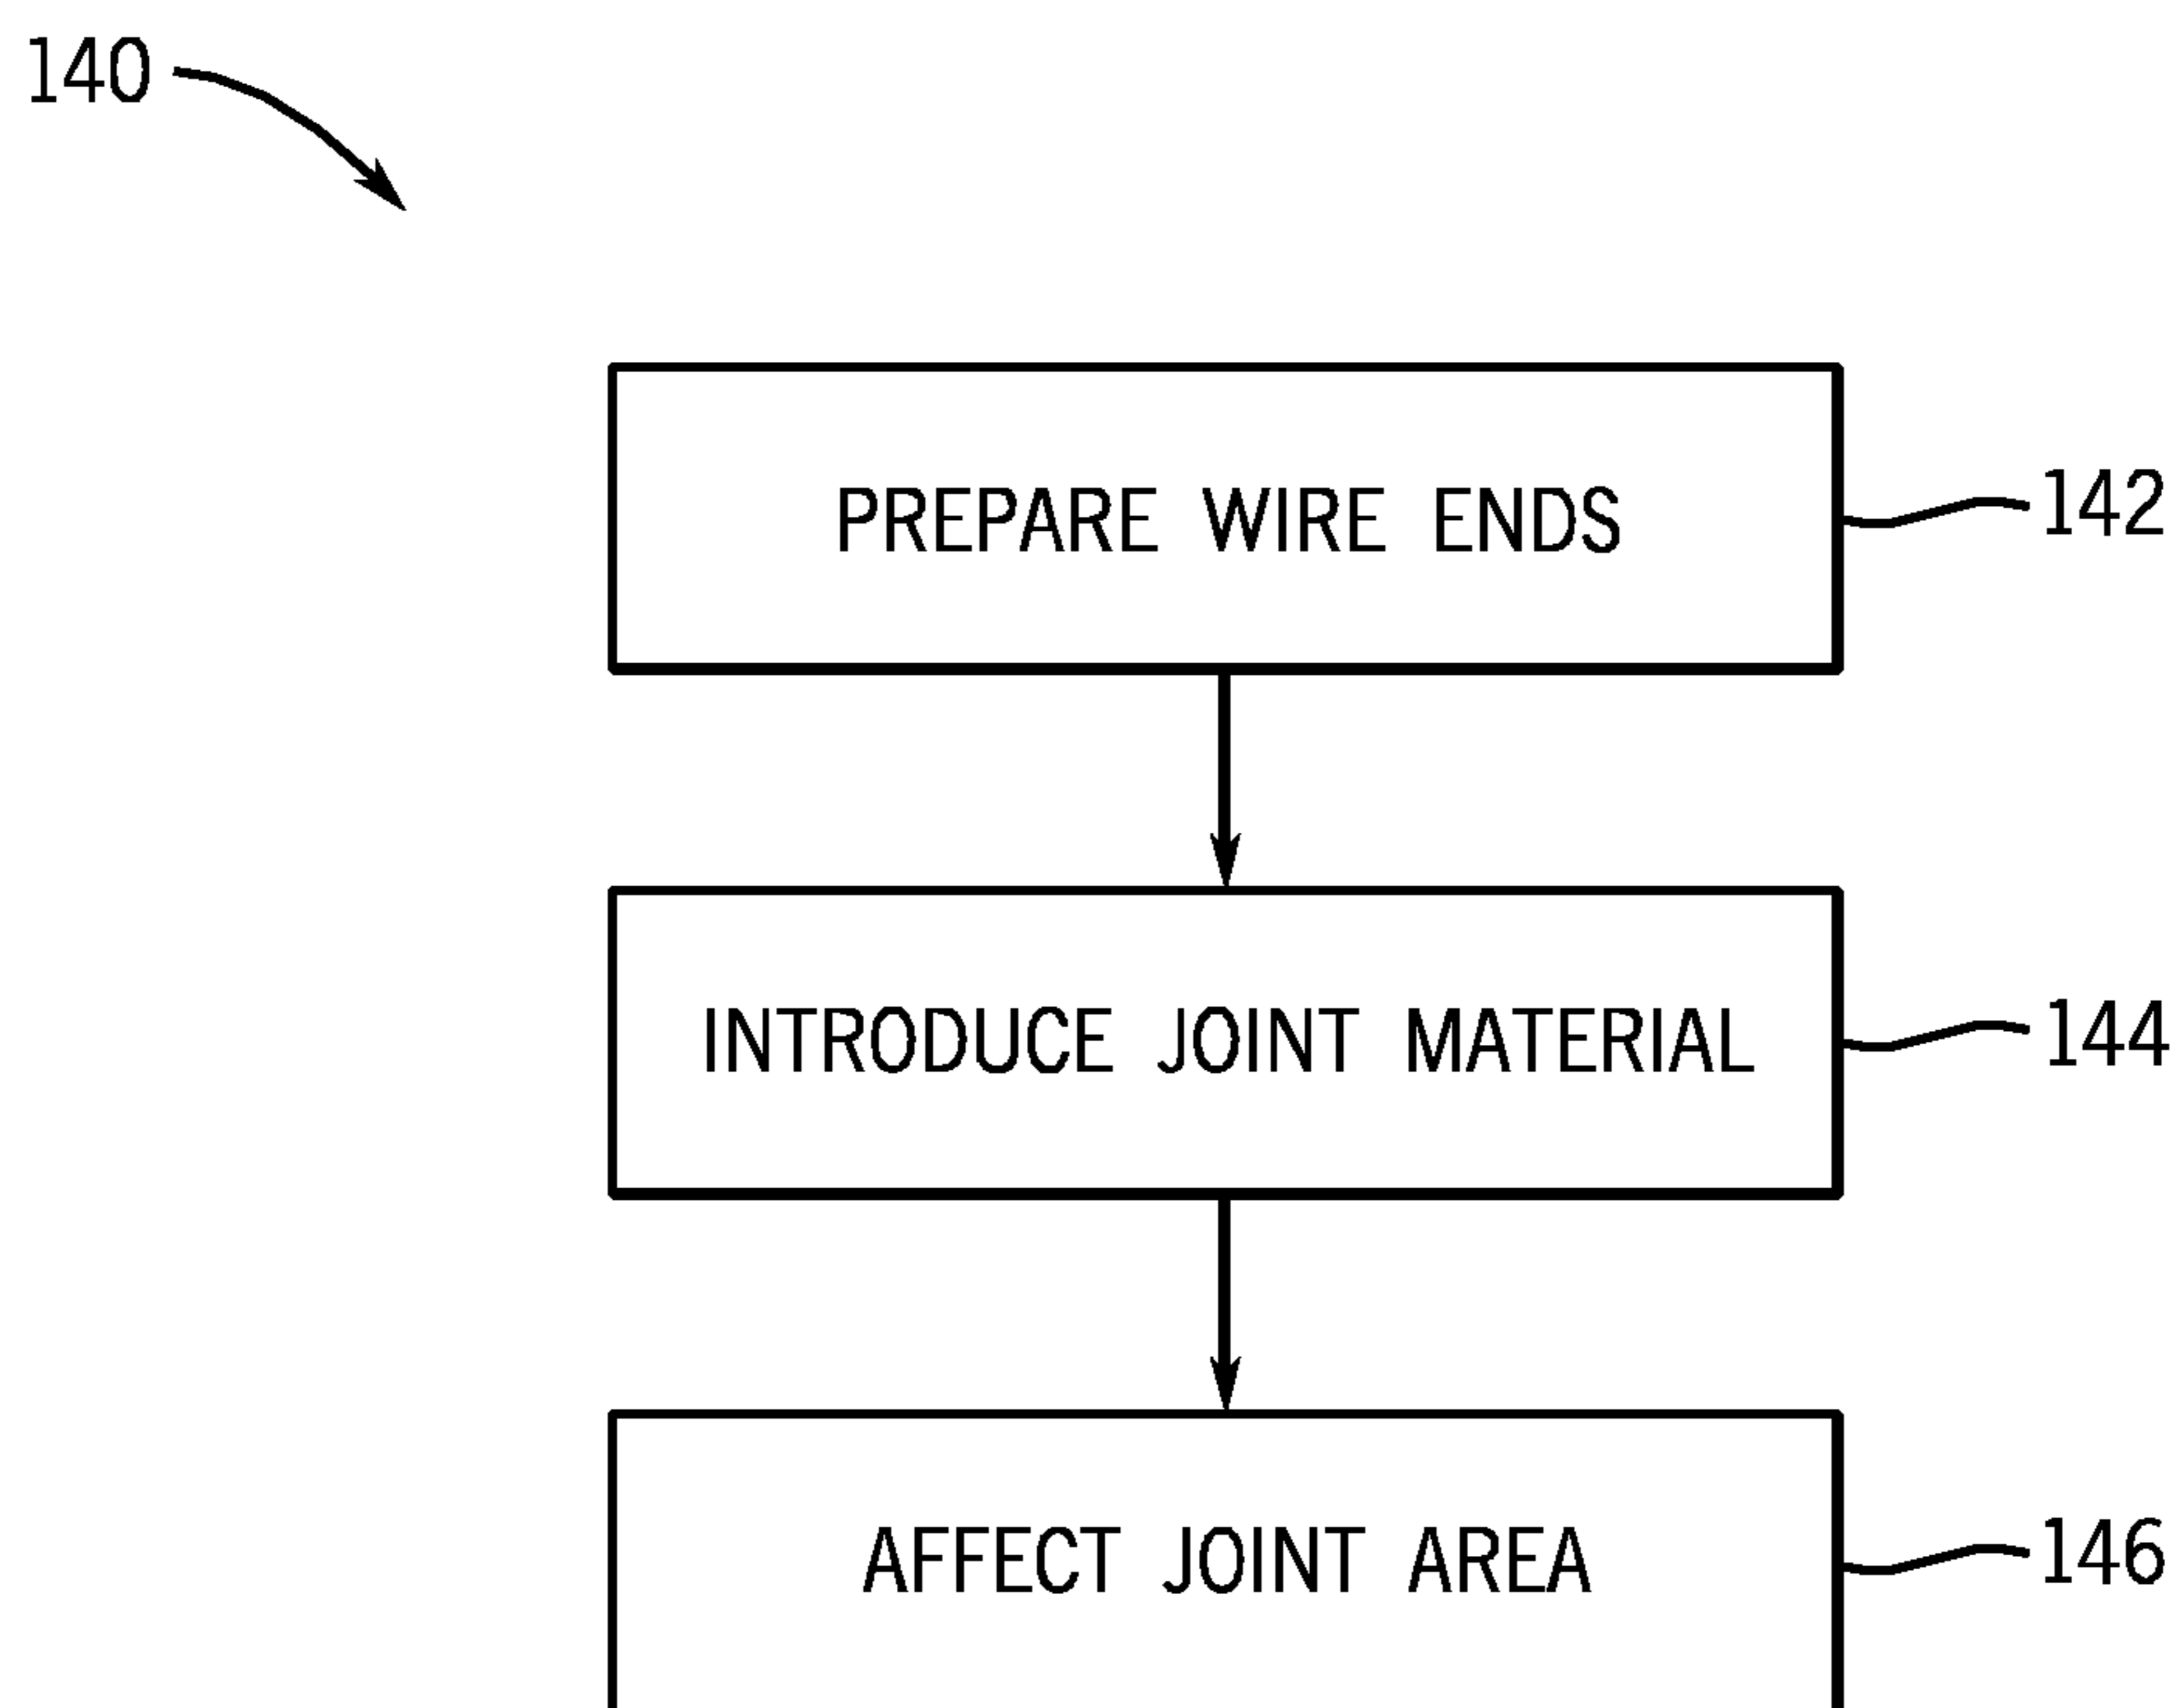 140
PREPARE WIRE ENDS
142
INTRODUCE JOINT MATERIAL
144
AFFECT JOINT AREA
146